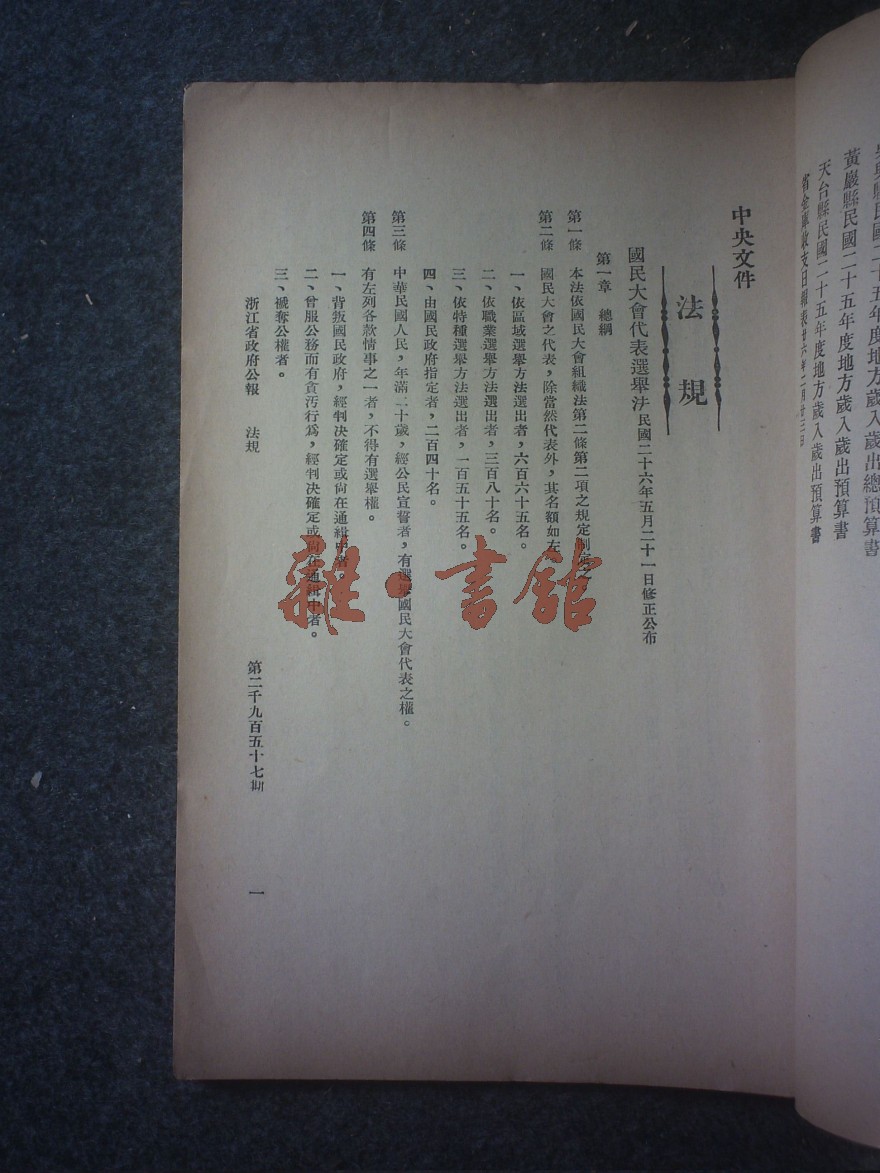 黃巖縣民國二十五年度地方歲入歲出預算書
天台縣民國二十五年度地方歲入歲出預算書
中央文件
法規
國民大會代表選舉法民國二十六年五月二十一日修正公布
第一章 總綱
第一條 本法依國民大會組織法第二條第二項之規定制定之
第二條 國民大會之代表，除當然代表外，其名額如左
一、依區域選舉方法選出者，六百六十五名。
二、依職業選舉方法選出者，三百八十名。
三、依特種選舉方法選出者，一百五十五名。
四、由國民政府指定者，二百四十名。
第三條 中華民國人民，年滿二十歲，經公民宣誓者，有選舉國民大會代表之權。
第四條 有左列各款情事之一者，不得有選舉權。
一、背叛國民政府，經判決確定或尚在通緝中者。
二、曾服公務而有貪污行爲，經判決確定或尚在通緝中者。
三、褫奪公權者。
浙江省政府公報 法規 第二千九百五十七期 一
雜·書館